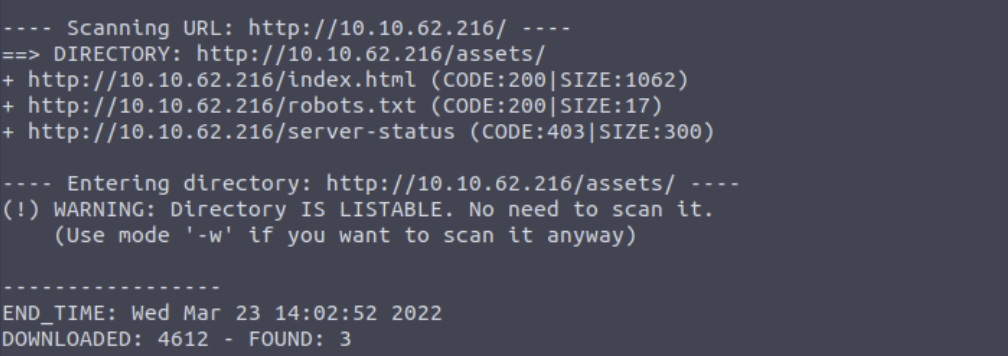 ---- Scanning URL: http://10.10.62.216/ ----
==> DIRECTORY: http://10.10.62.216/assets/
+ http://10.10.62.216/index.html (CODE:200|SIZE:1062)
+ http://10.10.62.216/robots.txt (CODE:200|SIZE:17)
+ http://10.10.62.216/server-status (CODE:403|SIZE:300)
---- Entering directory: http://10.10.62.216/assets/ ----
(!) WARNING: Directory IS LISTABLE. No need to scan it.
    (Use mode '-w' if you want to scan it anyway)
-----------------
END_TIME: Wed Mar 23 14:02:52 2022
DOWNLOADED: 4612 - FOUND: 3